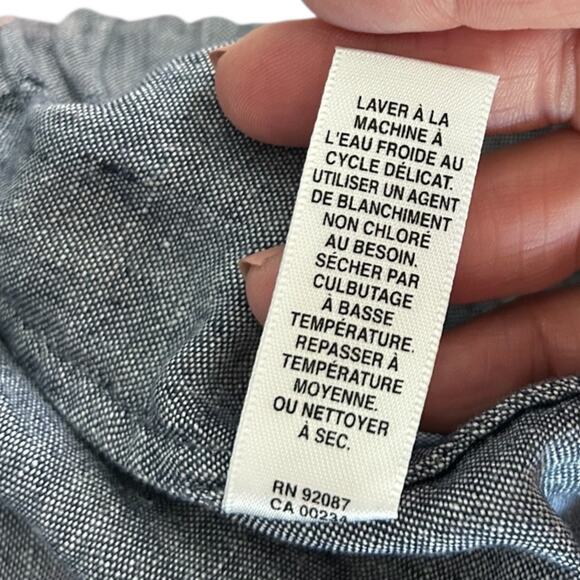 LAVER À LA
MACHINE À
L'EAU FROIDE AU
CYCLE DÉLICAT.
UTILISER UN AGENT
DE BLANCHIMENT
NON CHLORÉ
AU BESOIN.
SÉCHER PAR
CULBUTAGE
À BASSE
TEMPÉRATURE.
REPASSER À
TEMPÉRATURE
MOYENNE.
OU NETTOYER
À SEC.
RN 92087
CA